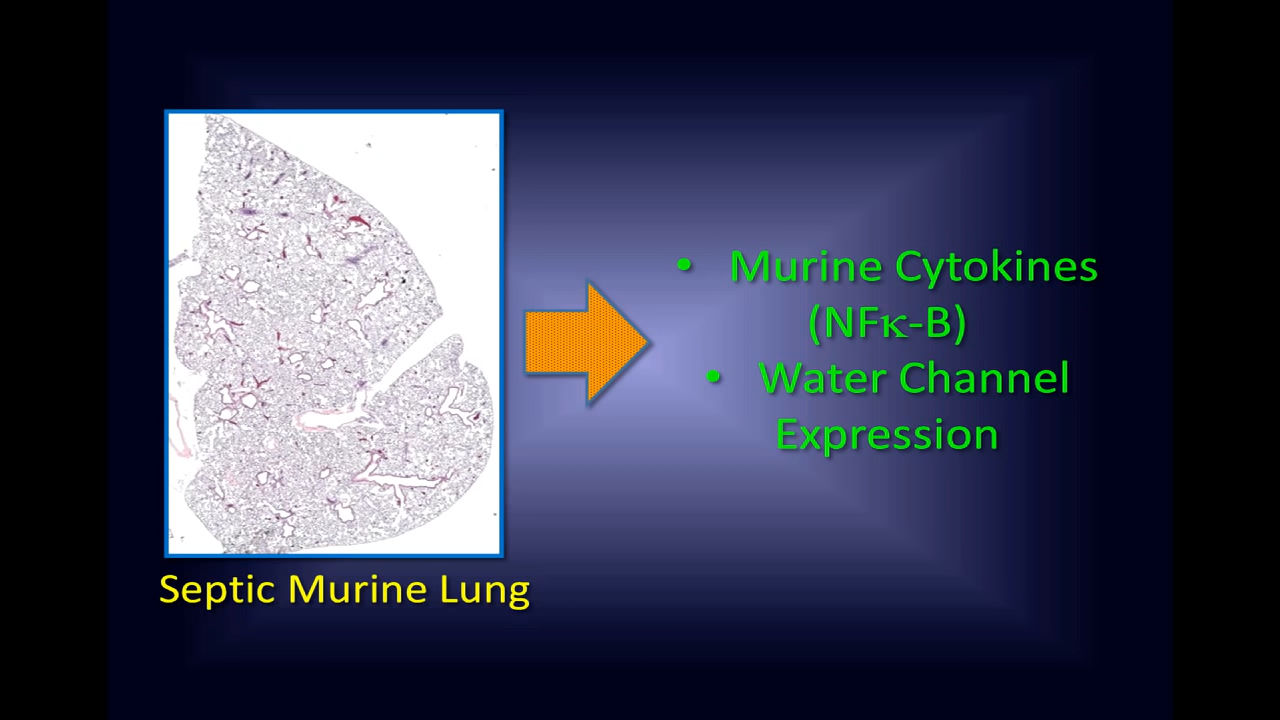 • Murine Cytokines
(NFκ-B)
• Water Channel
Expression
Septic Murine Lung